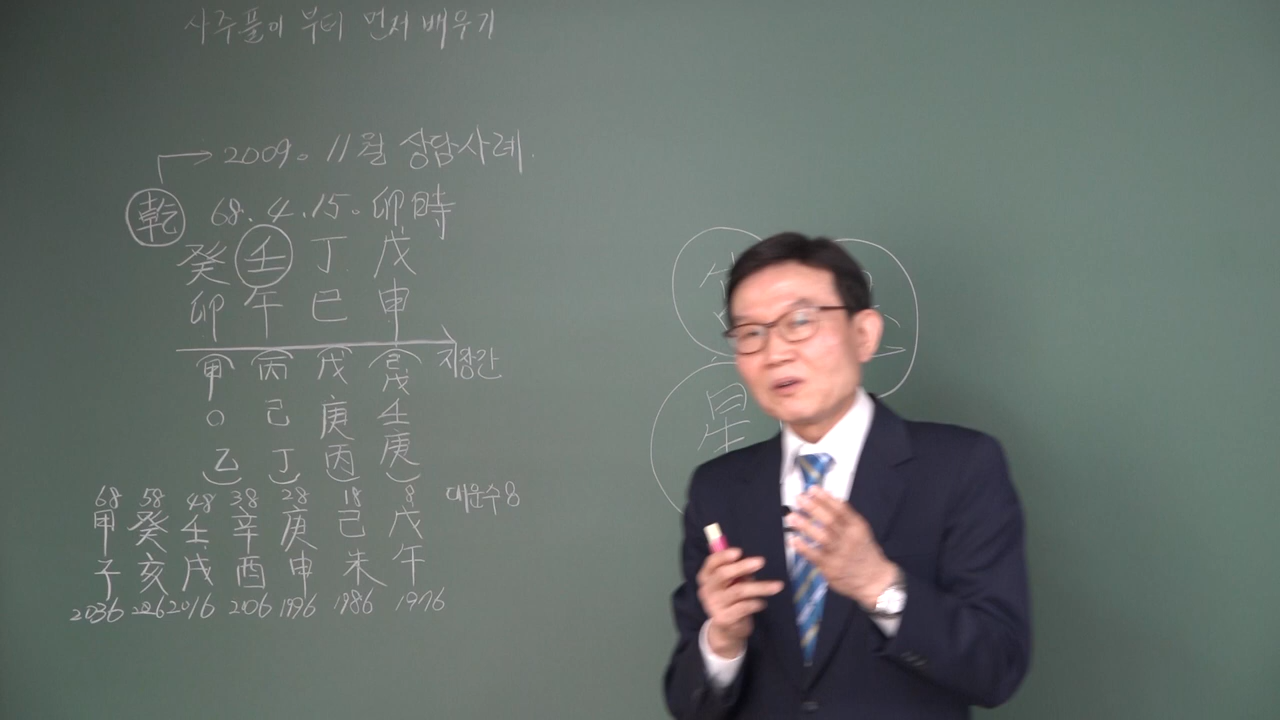 사주풀이 부터 먼저 배우기
2009. 11월 상담사례.
乾 68. 4. 15. 卯時
癸 壬 丁 戊
卯 午 巳 申
甲 丙 戊 己戊 지장간
○ 己 庚 壬
乙 丁 丙 庚
68 58 48 38 28 18 8 대운수
甲 癸 壬 辛 庚 己 戊
子 亥 戌 酉 申 未 午
2036 2026 2016 2006 1996 1986 1976
星